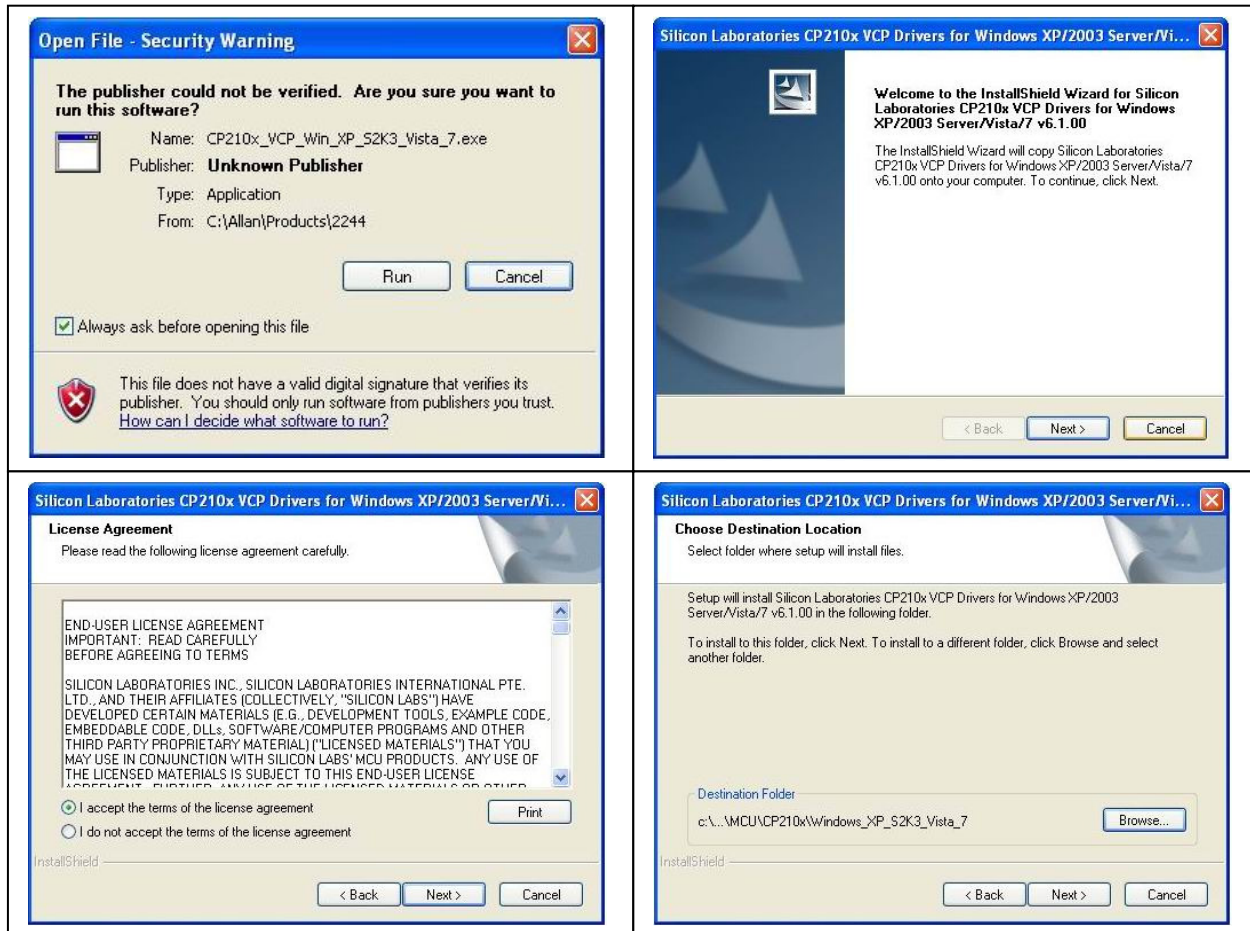 Open File - Security Warning
The publisher could not be verified. Are you sure you want to
run this software?
Name: CP210x_VCP_Win_XP_S2K3_Vista_7.exe
Publisher: Unknown Publisher
Type: Application
From: C:\Allan\Products\2244
Run Cancel
Always ask before opening this file
This file does not have a valid digital signature that verifies its
publisher. You should only run software from publishers you trust.
How can I decide what software to run?
Silicon Laboratories CP210x VCP Drivers for Windows XP/2003 Server/Vi...
Welcome to the InstallShield Wizard for Silicon
Laboratories CP210x VCP Drivers for Windows
XP/2003 Server/Vista/7 v6.1.00
The InstallShield Wizard will copy Silicon Laboratories
CP210x VCP Drivers for Windows XP/2003 Server/Vista/7
v6.1.00 onto your computer. To continue, click Next.
< Back Next > Cancel
Silicon Laboratories CP210x VCP Drivers for Windows XP/2003 Server/Vi...
License Agreement
Please read the following license agreement carefully.
END-USER LICENSE AGREEMENT
IMPORTANT: READ CAREFULLY
BEFORE AGREEING TO TERMS
SILICON LABORATORIES INC., SILICON LABORATORIES INTERNATIONAL PTE.
LTD., AND THEIR AFFILIATES (COLLECTIVELY, "SILICON LABS") HAVE
DEVELOPED CERTAIN MATERIALS (E.G., DEVELOPMENT TOOLS, EXAMPLE CODE,
EMBEDDABLE CODE, DLLs, SOFTWARE/COMPUTER PROGRAMS AND OTHER
THIRD PARTY PROPRIETARY MATERIAL) ("LICENSED MATERIALS") THAT YOU
MAY USE IN CONJUNCTION WITH SILICON LABS' MCU PRODUCTS. ANY USE OF
THE LICENSED MATERIALS IS SUBJECT TO THIS END-USER LICENSE
AGREEMENT. FURTHER, ANY USE OF THE LICENSED MATERIALS OR OTHER
I accept the terms of the license agreement
Print
I do not accept the terms of the license agreement
InstallShield
< Back Next > Cancel
Silicon Laboratories CP210x VCP Drivers for Windows XP/2003 Server/Vi...
Choose Destination Location
Select folder where setup will install files.
Setup will install Silicon Laboratories CP210x VCP Drivers for Windows XP/2003
Server/Vista/7 v6.1.00 in the following folder.
To install to this folder, click Next. To install to a different folder, click Browse and select
another folder.
Destination Folder
c:\...\MCU\CP210x\Windows_XP_S2K3_Vista_7
Browse...
InstallShield
< Back Next > Cancel